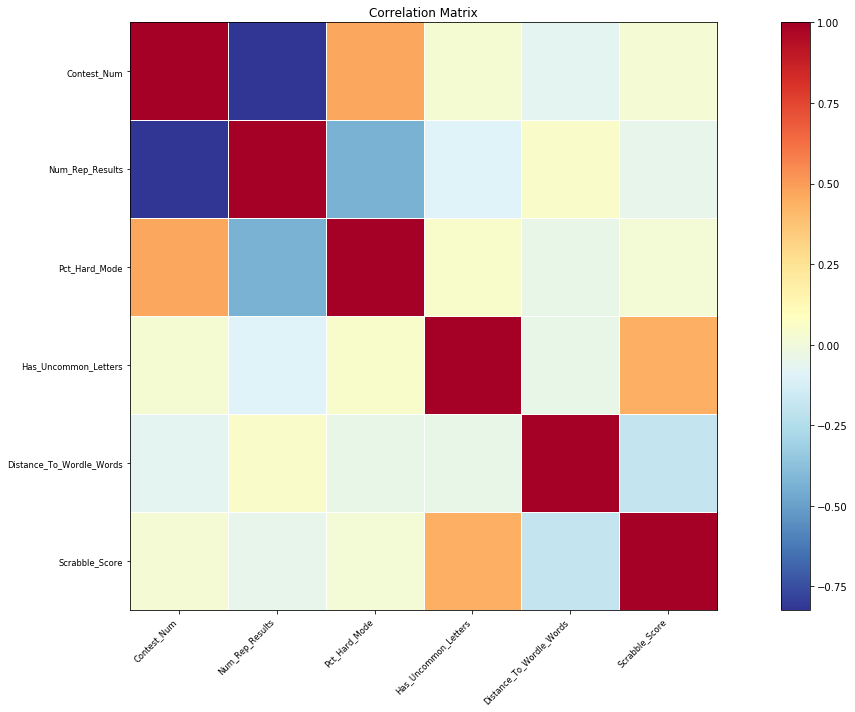 Correlation Matrix
Contest_Num
Num_Rep_Results
Pct_Hard_Mode
Has_Uncommon_Letters
Distance_To_Wordle_Words
Scrabble_Score
Contest_Num
Num_Rep_Results
Pct_Hard_Mode
Has_Uncommon_Letters
Distance_To_Wordle_Words
Scrabble_Score
1.00
0.75
0.50
0.25
0.00
−0.25
−0.50
−0.75